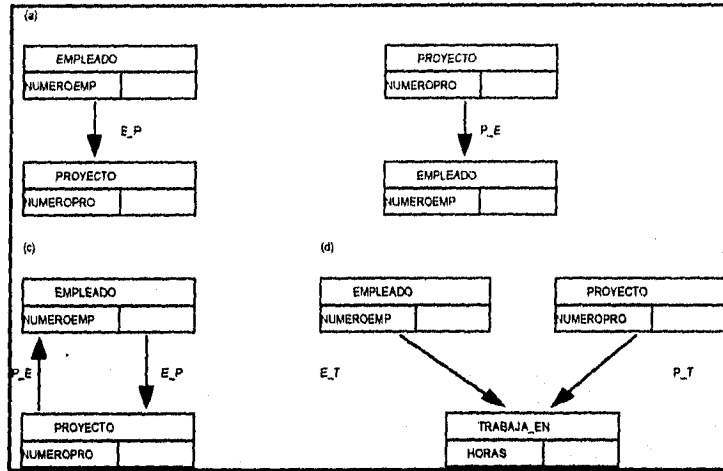 (a)
EMPLEADO
NUMEROEMP
E_P
PROYECTO
NUMEROPRO
PROYECTO
NUMEROPRO
P_E
EMPLEADO
NUMEROEMP
(c)
EMPLEADO
NUMEROEMP
P_E
E_P
PROYECTO
NUMEROPRO
(d)
EMPLEADO
NUMEROEMP
PROYECTO
NUMEROPRO
E_T
P_T
TRABAJA_EN
HORAS